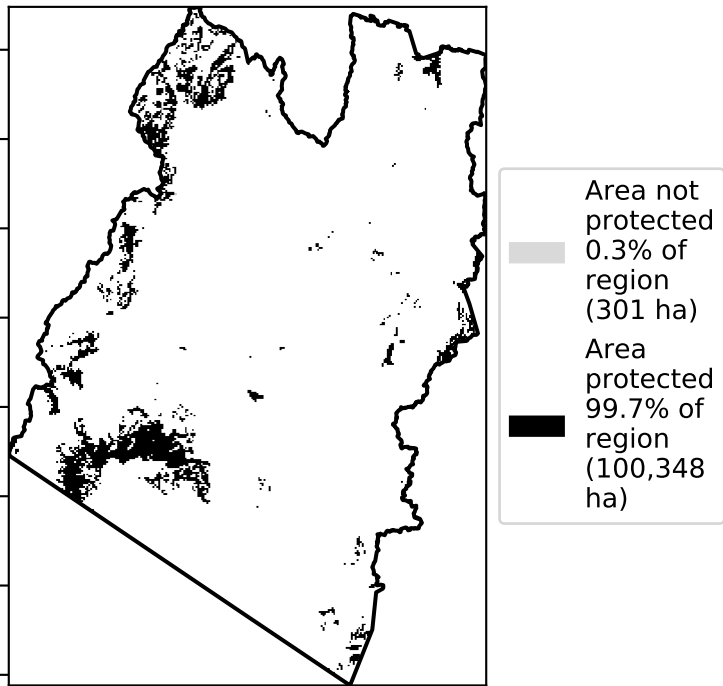 Area not
protected
0.3% of
region
(301 ha)
Area
protected
99.7% of
region
(100,348
ha)